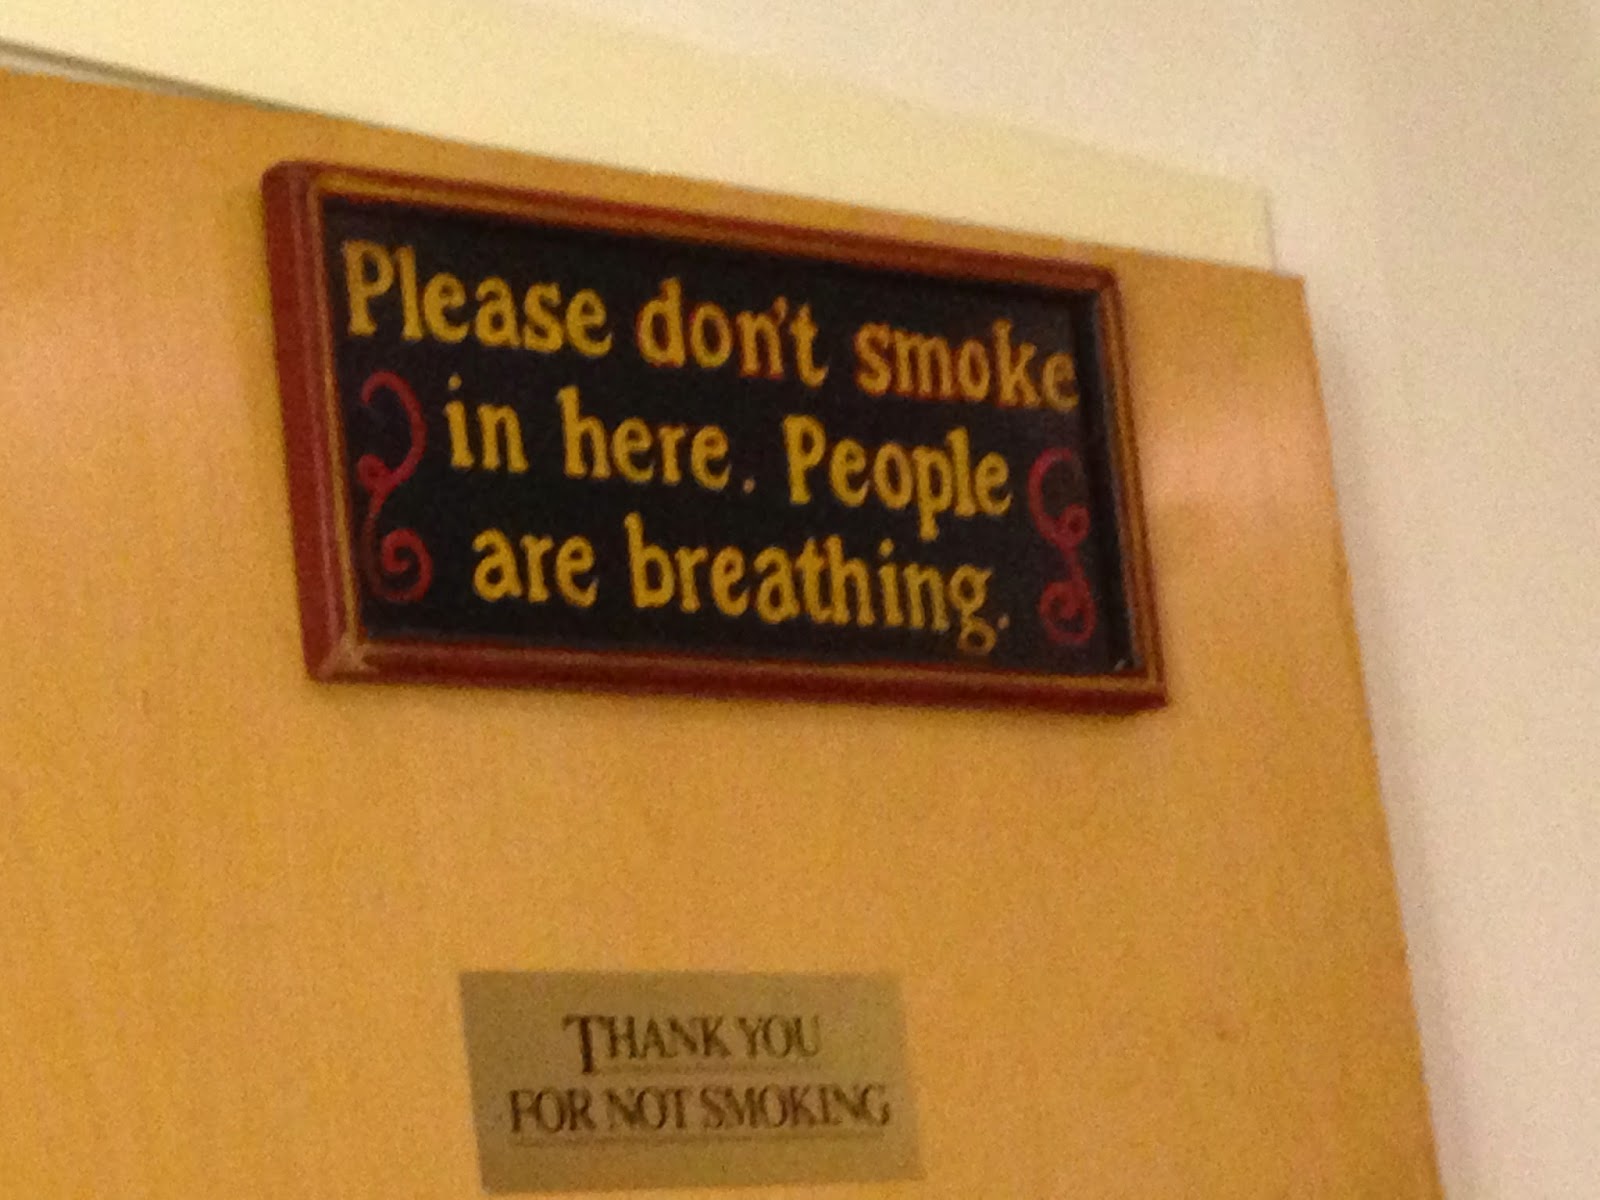 Please don't smoke
in here. People
are breathing.
THANK YOU
FOR NOT SMOKING